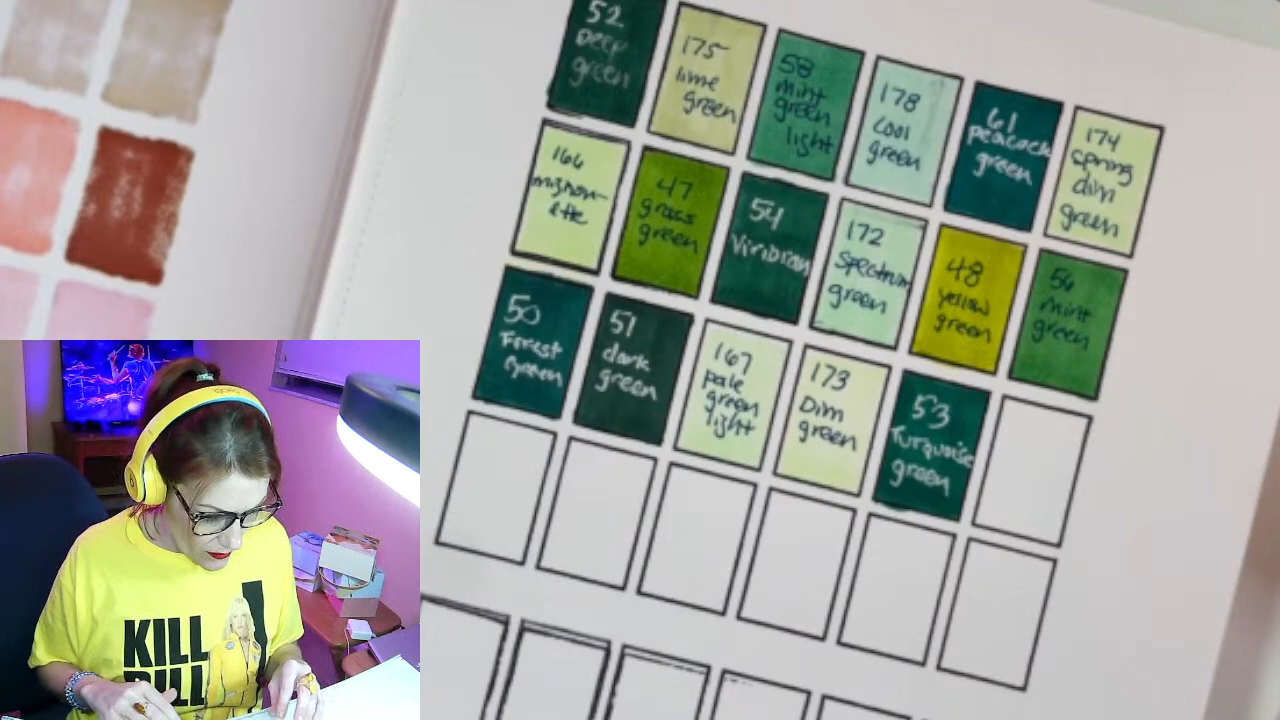 52
Deep
green
175
lime
green
58
mint
green
light
178
Cool
green
61
peacock
green
174
spring
dim
green
166
mignon-
ette
47
grass
green
54
Viridian
172
Spectrum
green
48
yellow
green
56
mint
green
50
Forest
Green
51
dark
green
167
pale
green
light
173
Dim
green
53
Turquoise
green
KILL
BILL